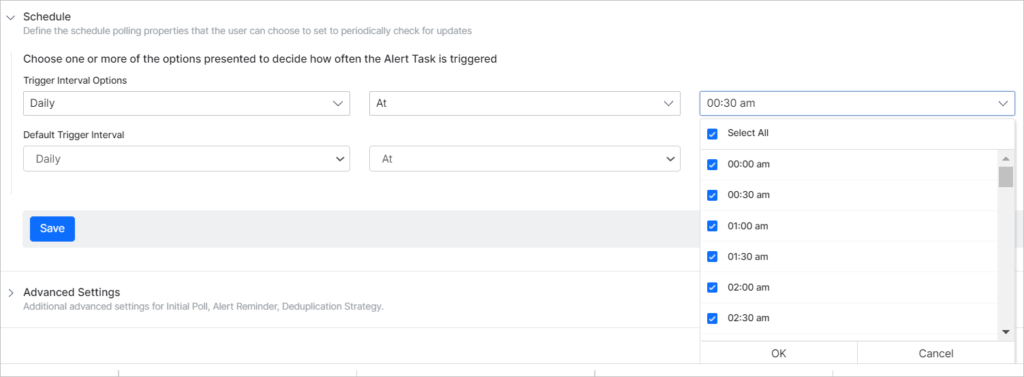 Schedule
Define the schedule polling properties that the user can choose to set to periodically check for updates
Choose one or more of the options presented to decide how often the Alert Task is triggered
Trigger Interval Options
Daily
At
00:30 am
Default Trigger Interval
Daily
At
Select All
00:00 am
00:30 am
01:00 am
01:30 am
02:00 am
02:30 am
OK
Cancel
Save
Advanced Settings
Additional advanced settings for Initial Poll, Alert Reminder, Deduplication Strategy.